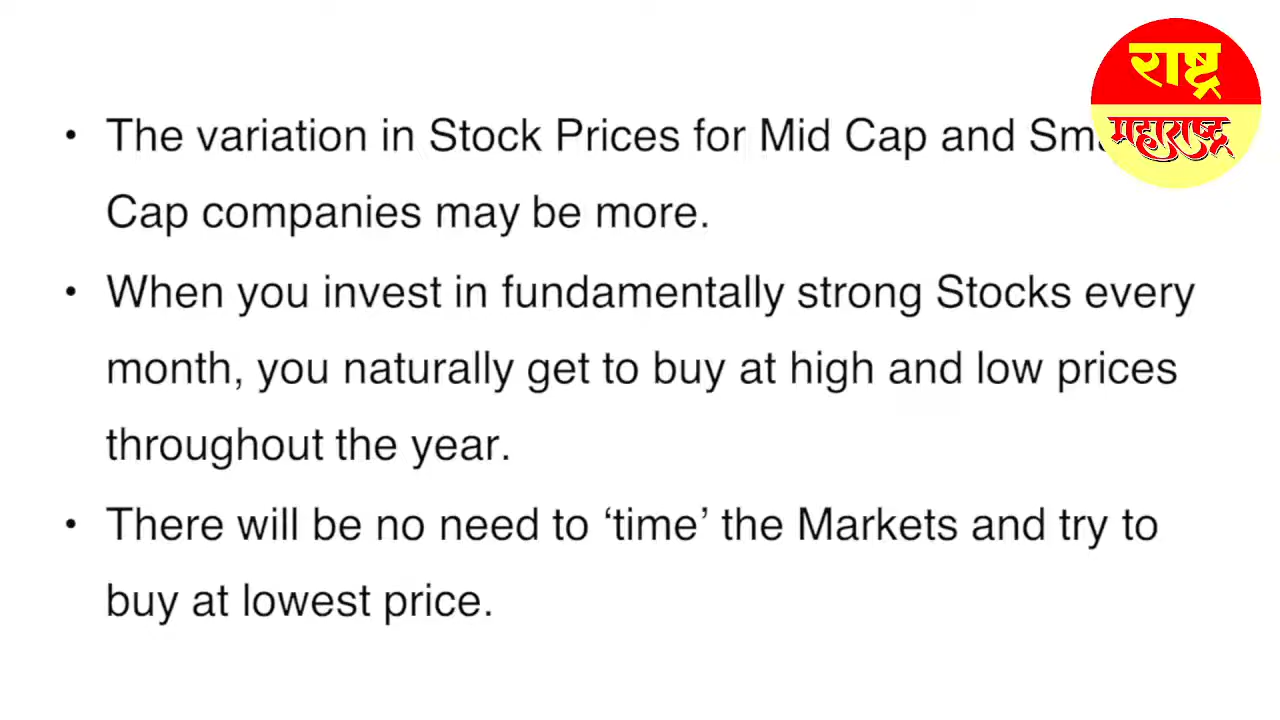 राष्ट्र
महाराष्ट्र
• The variation in Stock Prices for Mid Cap and
Cap companies may be more.
• When you invest in fundamentally strong Stocks every
month, you naturally get to buy at high and low prices
throughout the year.
• There will be no need to ‘time’ the Markets and try to
buy at lowest price.